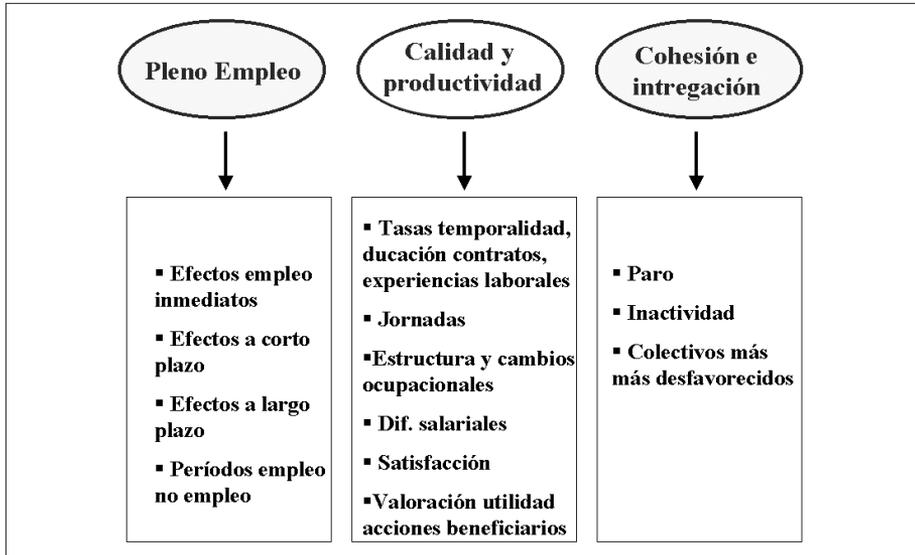 Pleno Empleo
Calidad y
productividad
Cohesión e
intregación
▪ Efectos empleo
inmediatos
▪ Efectos a corto
plazo
▪ Efectos a largo
plazo
▪ Períodos empleo
no empleo
▪ Tasas temporalidad,
ducación contratos,
experiencias laborales
▪ Jornadas
▪Estructura y cambios
ocupacionales
▪ Dif. salariales
▪ Satisfacción
▪Valoración utilidad
acciones beneficiarios
▪ Paro
▪ Inactividad
▪ Colectivos más
más desfavorecidos